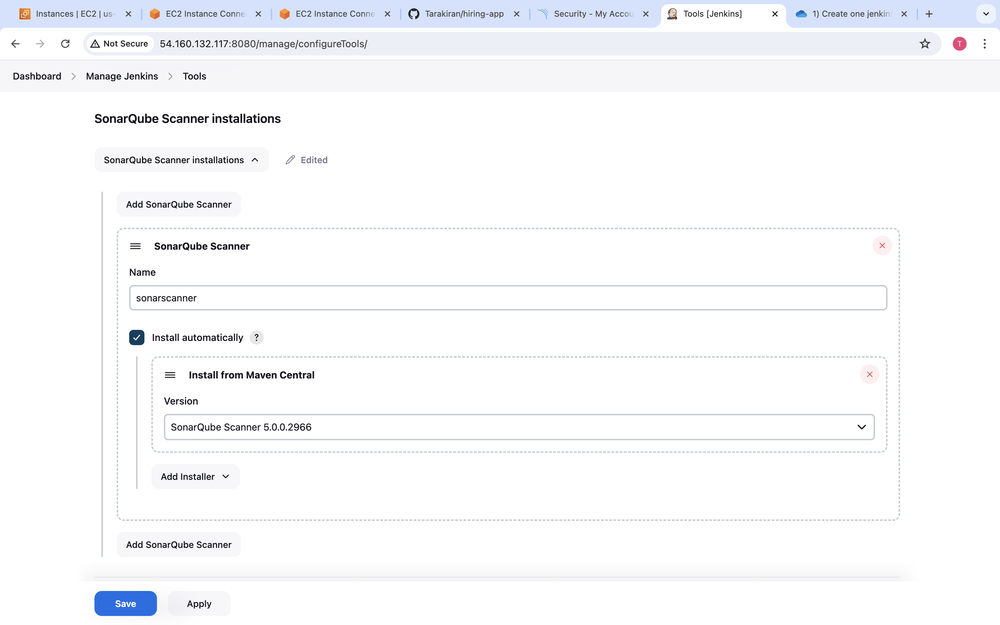 Instances | EC2 | us-
EC2 Instance Conne
EC2 Instance Conne
Tarakiran/hiring-app
Security - My Accou
Tools [Jenkins]
1) Create one jenkins
Not Secure
54.160.132.117:8080/manage/configureTools/
T
Dashboard
Manage Jenkins
Tools
SonarQube Scanner installations
SonarQube Scanner installations
Edited
Add SonarQube Scanner
SonarQube Scanner
Name
sonarscanner
Install automatically ?
Install from Maven Central
Version
SonarQube Scanner 5.0.0.2966
Add Installer
Add SonarQube Scanner
Save
Apply